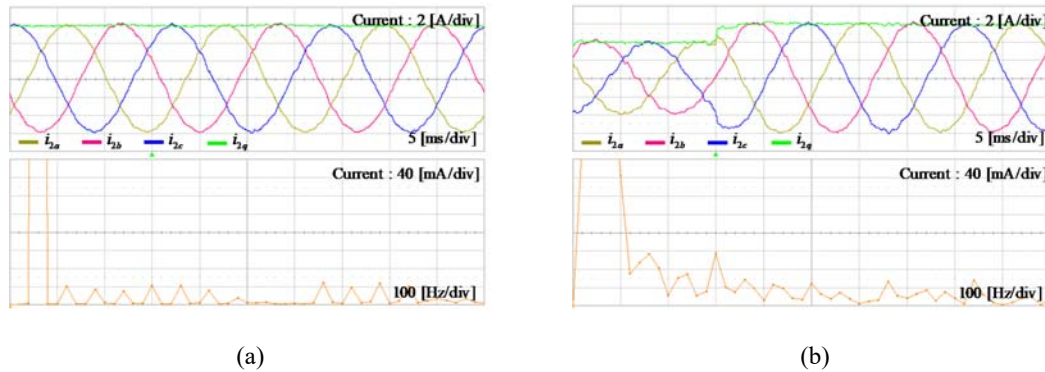 Current : 2 [A/div]
i2a i2b i2c i2q
5 [ms/div]
Current : 40 [mA/div]
100 [Hz/div]
(a)
Current : 2 [A/div]
i2a i2b i2c i2q
5 [ms/div]
Current : 40 [mA/div]
100 [Hz/div]
(b)